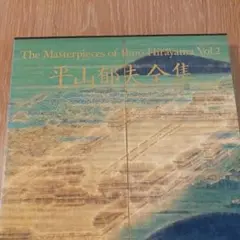 The Masterpieces of Ikuo Hirayama Vol.2
平山郁夫全集